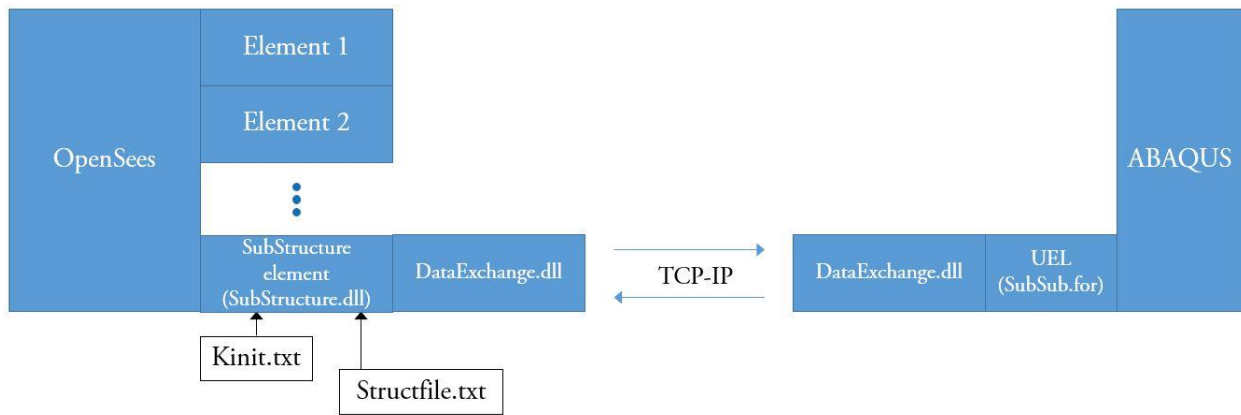 OpenSees
Element 1
Element 2
SubStructure
element
(SubStructure.dll)
DataExchange.dll
TCP-IP
DataExchange.dll
UEL
(SubSub.for)
ABAQUS
Kinit.txt
Structfile.txt